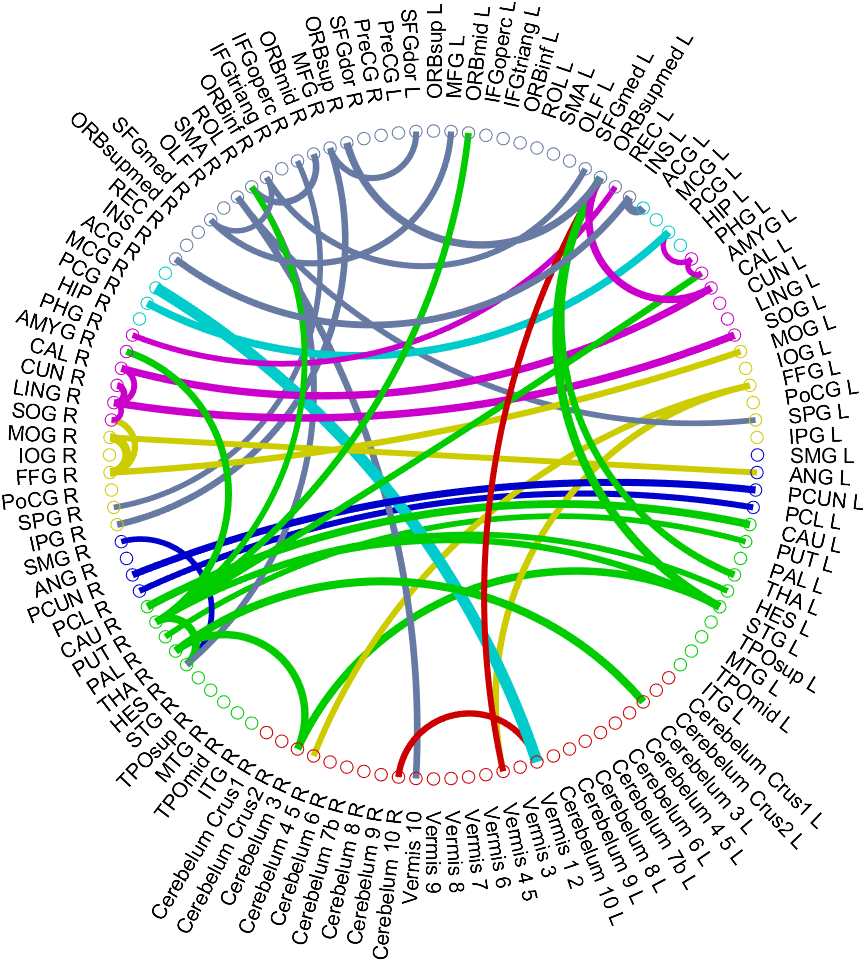 PreCG L
SFGdor L
ORBsup L
MFG L
ORBmid L
IFGoperc L
IFGtriang L
ORBinf L
ROL L
SMA L
OLF L
SFGmed L
ORBsupmed L
REC L
INS L
ACG L
MCG L
PCG L
HIP L
PHG L
AMYG L
CAL L
CUN L
LING L
SOG L
MOG L
IOG L
FFG L
PoCG L
SPG L
IPG L
SMG L
ANG L
PCUN L
PCL L
CAU L
PUT L
PAL L
THA L
HES L
STG L
TPOsup L
MTG L
TPOmid L
ITG L
Cerebelum Crus1 L
Cerebelum Crus2 L
Cerebelum 3 L
Cerebelum 4 5 L
Cerebelum 6 L
Cerebelum 7b L
Cerebelum 8 L
Cerebelum 9 L
Cerebelum 10 L
Vermis 1 2
Vermis 3
Vermis 4 5
Vermis 6
Vermis 7
Vermis 8
Vermis 9
Vermis 10
Cerebelum 10 R
Cerebelum 9 R
Cerebelum 8 R
Cerebelum 7b R
Cerebelum 6 R
Cerebelum 4 5 R
Cerebelum 3 R
Cerebelum Crus2 R
Cerebelum Crus1 R
ITG R
TPOmid R
MTG R
TPOsup R
STG R
HES R
THA R
PAL R
PUT R
CAU R
PCL R
PCUN R
ANG R
SMG R
IPG R
SPG R
PoCG R
FFG R
IOG R
MOG R
SOG R
LING R
CUN R
CAL R
AMYG R
PHG R
HIP R
PCG R
MCG R
ACG R
INS R
REC R
ORBsupmed R
SFGmed R
OLF R
SMA R
ROL R
ORBinf R
IFGtriang R
IFGoperc R
ORBmid R
MFG R
ORBsup R
SFGdor R
PreCG R